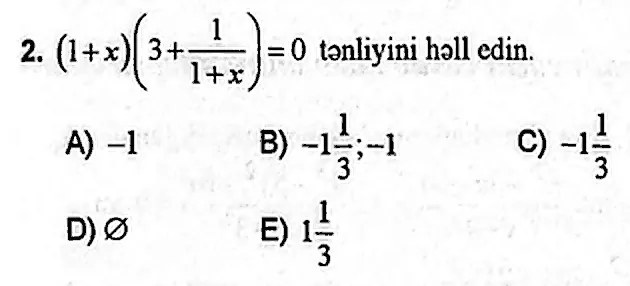 2. (1+x)(3+1/(1+x))=0 tənliyini həll edin.
A) –1 B) –1 1/3; –1 C) –1 1/3
D) ∅ E) 1 1/3